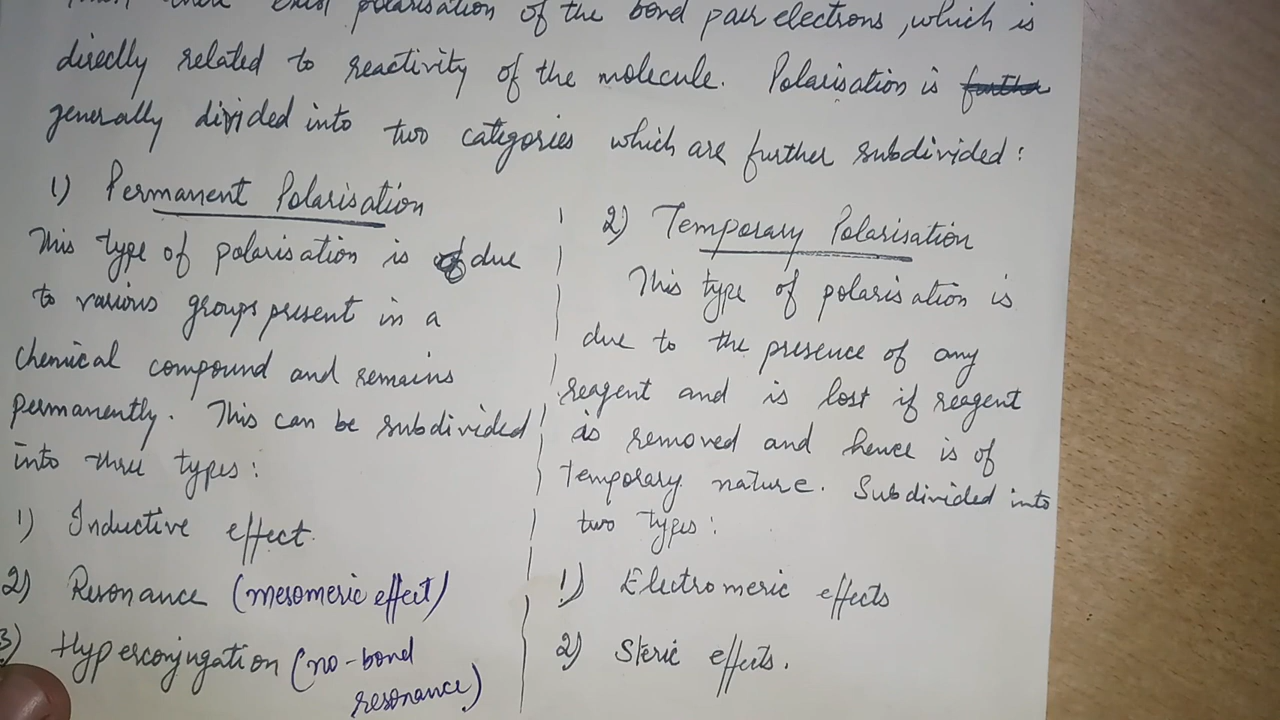 there exist polarisation of the bond pair electrons, which is
directly related to reactivity of the molecule. Polarisation is further
generally divided into two categories which are further subdivided :
1) Permanent Polarisation
This type of polarisation is of due
to various groups present in a
chemical compound and remains
permanently. This can be subdivided
into three types :
1) Inductive effect.
2) Resonance (mesomeric effect)
3) Hyperconjugation (no-bond
resonance)
2) Temporary Polarisation
This type of polarisation is
due to the presence of any
reagent and is lost if reagent
is removed and hence is of
temporary nature. Subdivided into
two types :
1) Electromeric effects
2) Steric effects.